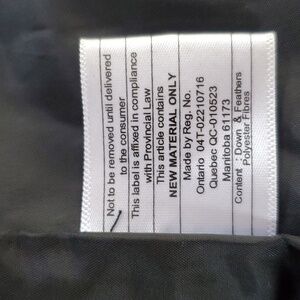 Not to be removed until delivered
to the consumer
This label is affixed in compliance
with Provincial Law
This article contains
NEW MATERIAL ONLY
Made by Reg. No.
Ontario 04T-02210716
Quebec QC-010523
Manitoba 61173
Content : Down & Feathers
Polyester Fibres